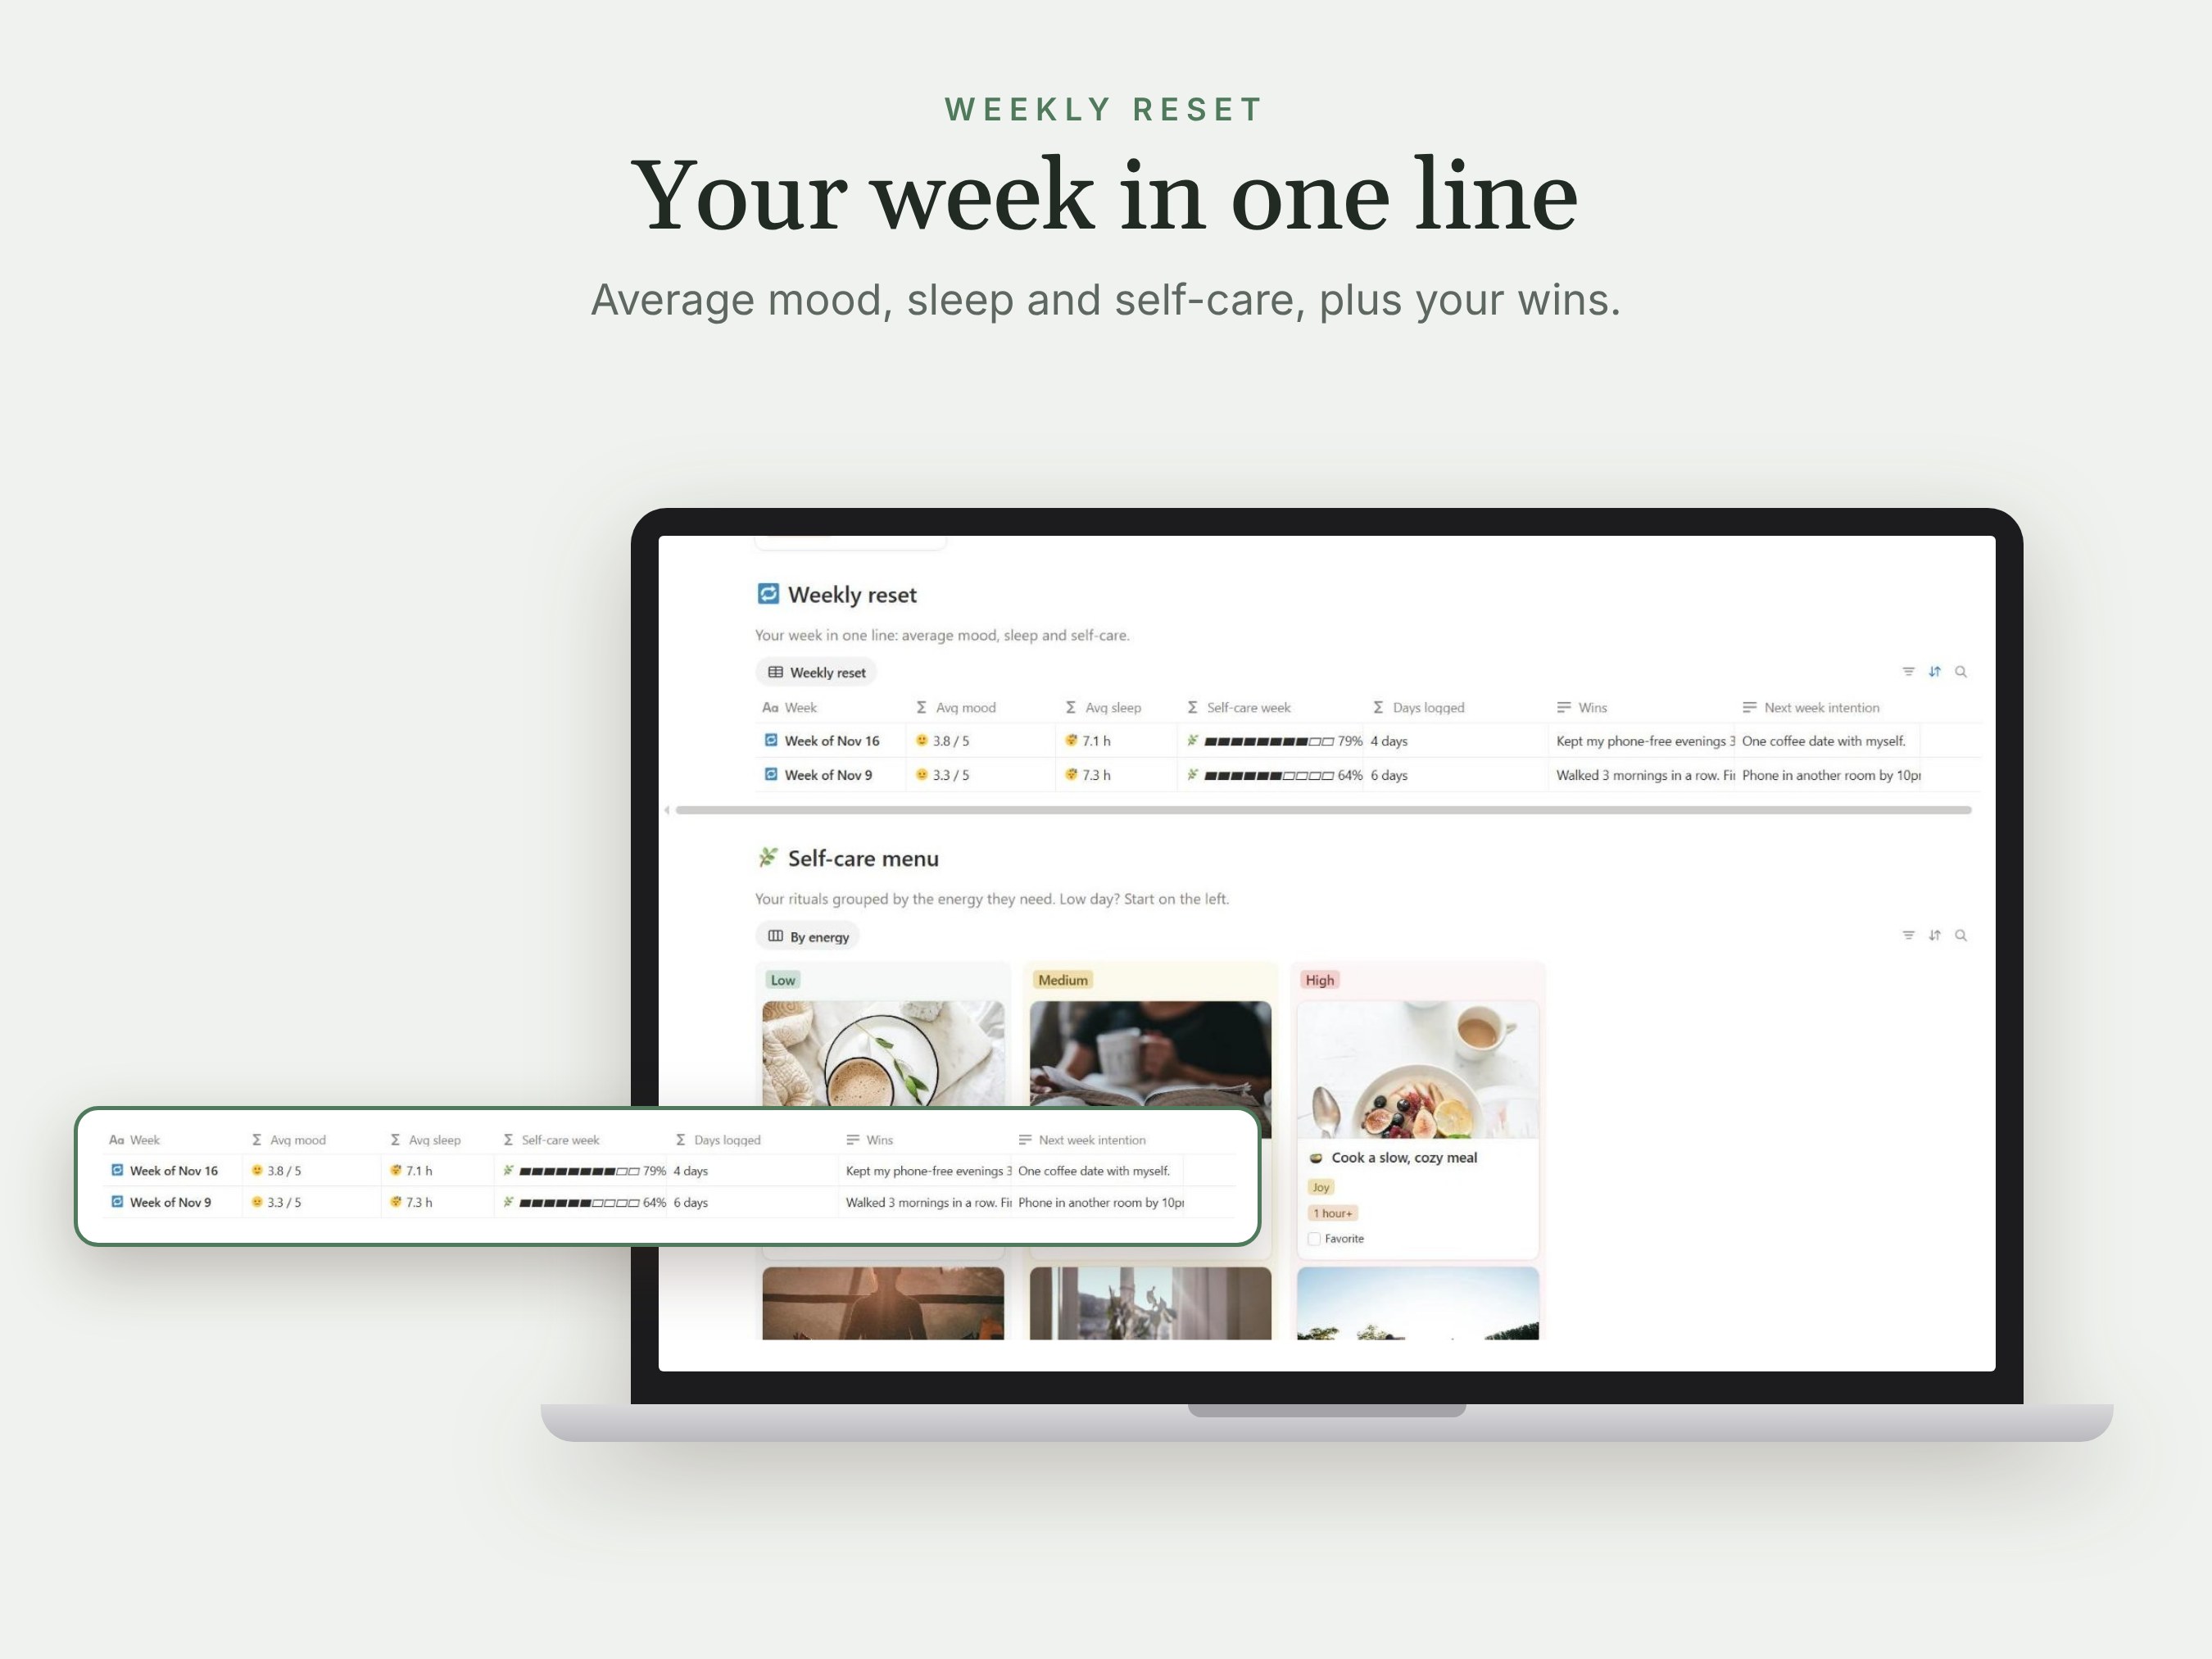 WEEKLY RESET
Your week in one line
Average mood, sleep and self-care, plus your wins.
Weekly reset
Your week in one line: average mood, sleep and self-care.
Weekly reset
Aa Week Σ Avg mood Σ Avg sleep Σ Self-care week Σ Days logged Wins Next week intention
Week of Nov 16 3.8 / 5 7.1 h 79% 4 days Kept my phone-free evenings 3 One coffee date with myself.
Week of Nov 9 3.3 / 5 7.3 h 64% 6 days Walked 3 mornings in a row. Fi Phone in another room by 10p
Self-care menu
Your rituals grouped by the energy they need. Low day? Start on the left.
By energy
Low Medium High
Aa Week Σ Avg mood Σ Avg sleep Σ Self-care week Σ Days logged Wins Next week intention
Week of Nov 16 3.8 / 5 7.1 h 79% 4 days Kept my phone-free evenings 3 One coffee date with myself.
Week of Nov 9 3.3 / 5 7.3 h 64% 6 days Walked 3 mornings in a row. Fi Phone in another room by 10p
Cook a slow, cozy meal
Joy
1 hour+
Favorite